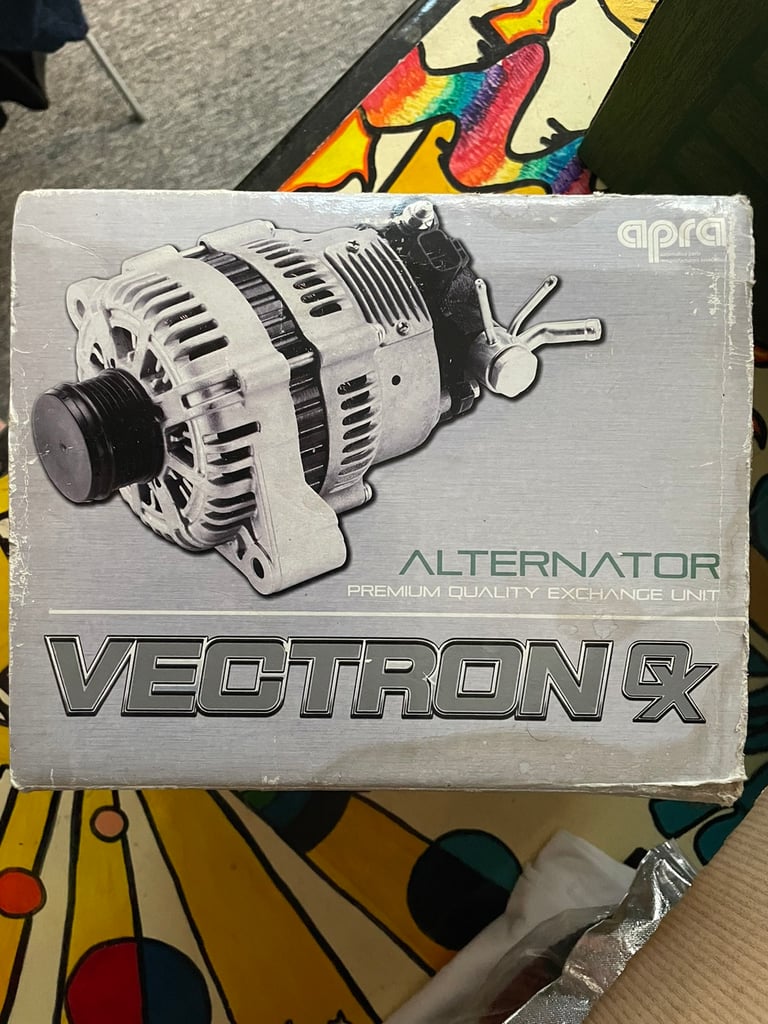 apra
ALTERNATOR
PREMIUM QUALITY EXCHANGE UNIT
VECTRON QX